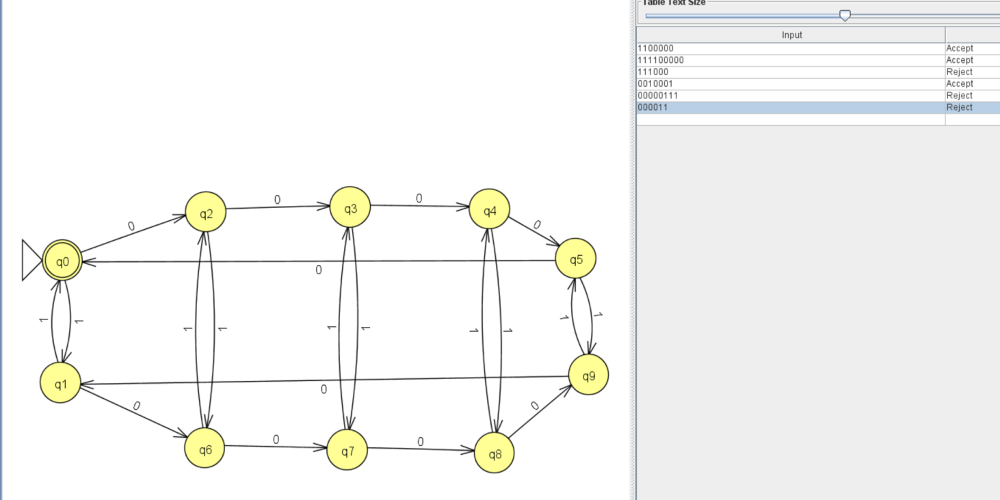 Table Text Size
Input
1100000 Accept
111100000 Accept
111000 Reject
0010001 Accept
00000111 Reject
000011 Reject
0 0
q3
q2 q4
0 0
q0 q5
0
1 1 1 1
1 1 1 1 1 1
q9
q1
0
0 0
0 0
q6 q7 q8